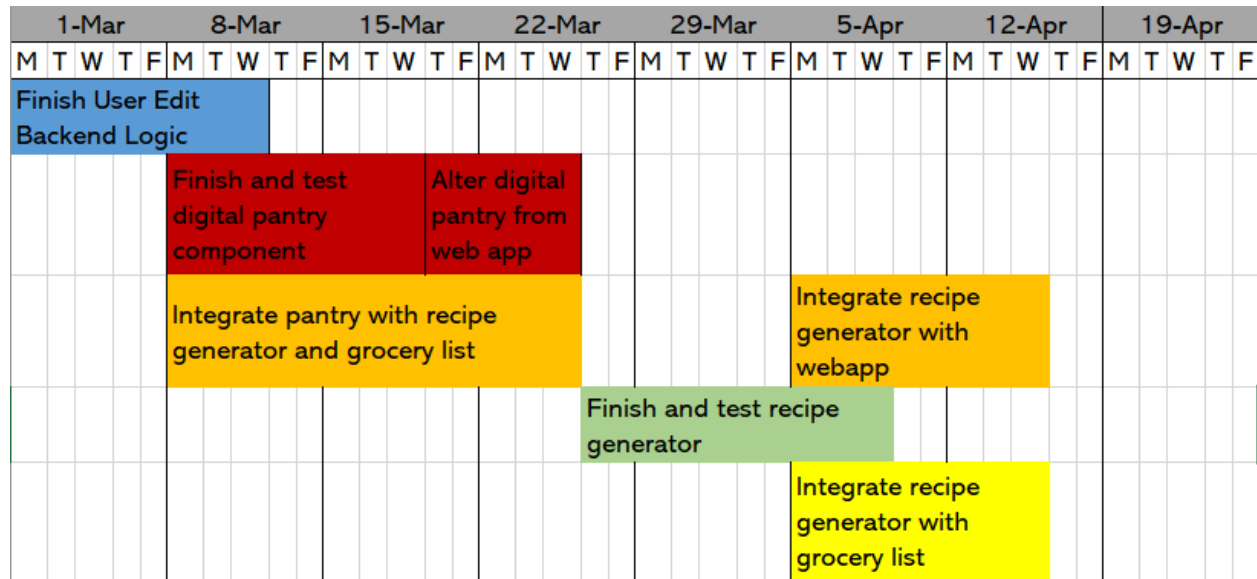 1-Mar 8-Mar 15-Mar 22-Mar 29-Mar 5-Apr 12-Apr 19-Apr
M T W T F M T W T F M T W T F M T W T F M T W T F M T W T F M T W T F M T W T F
Finish User Edit
Backend Logic
Finish and test
digital pantry
component
Alter digital
pantry from
web app
Integrate pantry with recipe
generator and grocery list
Integrate recipe
generator with
webapp
Finish and test recipe
generator
Integrate recipe
generator with
grocery list